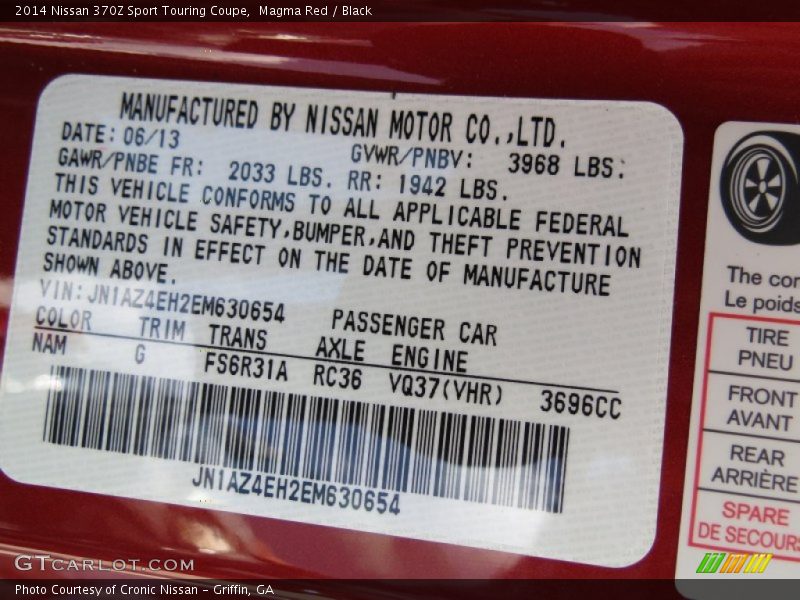 2014 Nissan 370Z Sport Touring Coupe, Magma Red / Black
MANUFACTURED BY NISSAN MOTOR CO.,LTD.
DATE: 06/13 GVWR/PNBV: 3968 LBS.
GAWR/PNBE FR: 2033 LBS. RR: 1942 LBS.
THIS VEHICLE CONFORMS TO ALL APPLICABLE FEDERAL
MOTOR VEHICLE SAFETY,BUMPER,AND THEFT PREVENTION
STANDARDS IN EFFECT ON THE DATE OF MANUFACTURE
SHOWN ABOVE.
VIN:JN1AZ4EH2EM630654 PASSENGER CAR
COLOR TRIM TRANS AXLE ENGINE
NAM G FS6R31A RC36 VQ37(VHR) 3696CC
JN1AZ4EH2EM630654
The
Le poids
TIRE
PNEU
FRONT
AVANT
REAR
ARRIÈRE
SPARE
DE SECOURS
GTCARLOT.COM
Photo Courtesy of Cronic Nissan - Griffin, GA